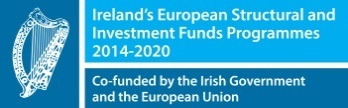 Ireland's European Structural and
Investment Funds Programmes
2014-2020
Co-funded by the Irish Government
and the European Union